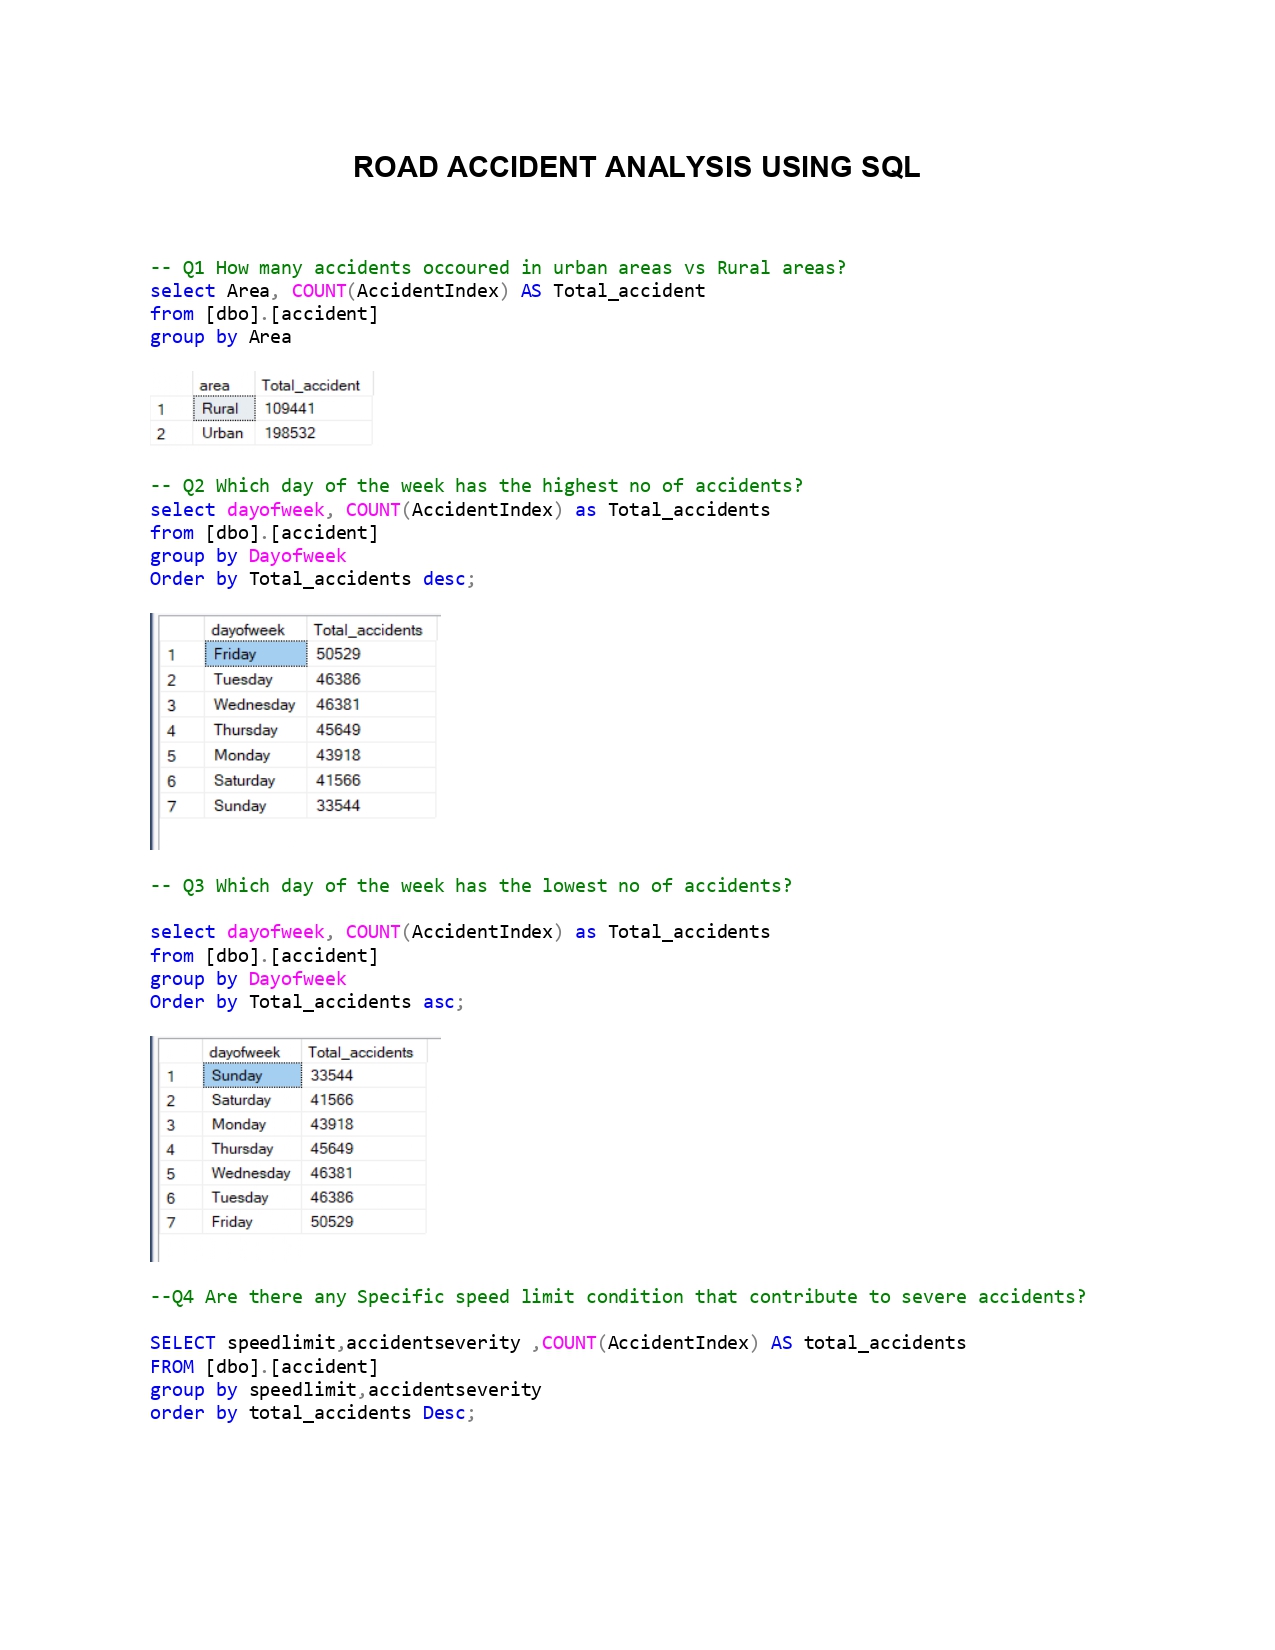 ROAD ACCIDENT ANALYSIS USING SQL
-- Q1 How many accidents occoured in urban areas vs Rural areas?
select Area, COUNT(AccidentIndex) AS Total_accident
from [dbo].[accident]
group by Area
area Total_accident
1 Rural 109441
2 Urban 198532
-- Q2 Which day of the week has the highest no of accidents?
select dayofweek, COUNT(AccidentIndex) as Total_accidents
from [dbo].[accident]
group by Dayofweek
Order by Total_accidents desc;
dayofweek Total_accidents
1 Friday 50529
2 Tuesday 46386
3 Wednesday 46381
4 Thursday 45649
5 Monday 43918
6 Saturday 41566
7 Sunday 33544
-- Q3 Which day of the week has the lowest no of accidents?
select dayofweek, COUNT(AccidentIndex) as Total_accidents
from [dbo].[accident]
group by Dayofweek
Order by Total_accidents asc;
dayofweek Total_accidents
1 Sunday 33544
2 Saturday 41566
3 Monday 43918
4 Thursday 45649
5 Wednesday 46381
6 Tuesday 46386
7 Friday 50529
--Q4 Are there any Specific speed limit condition that contribute to severe accidents?
SELECT speedlimit,accidentseverity ,COUNT(AccidentIndex) AS total_accidents
FROM [dbo].[accident]
group by speedlimit,accidentseverity
order by total_accidents Desc;